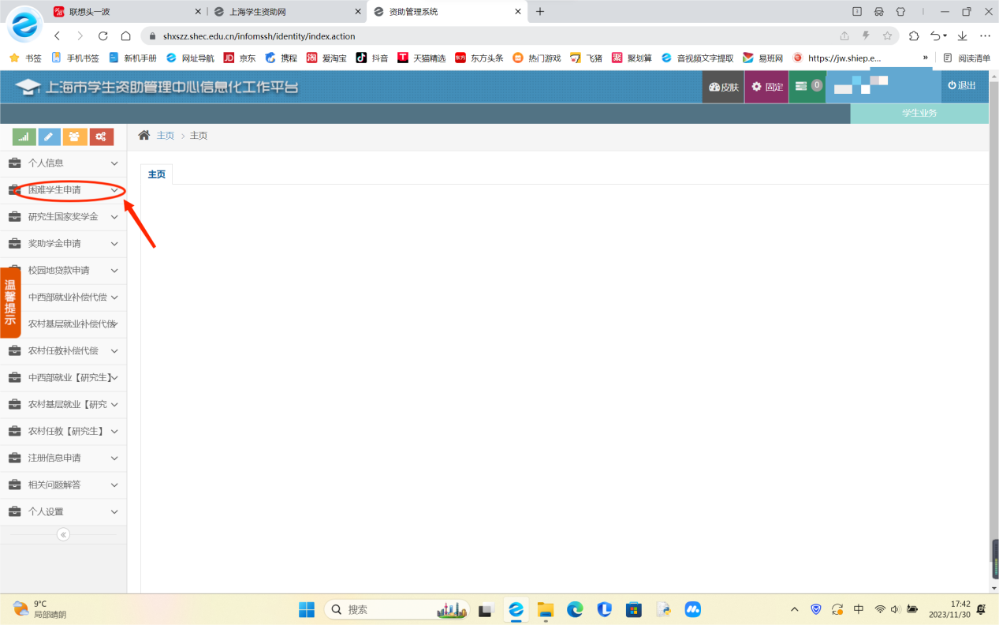 联想头一波
上海学生资助网
资助管理系统
shxszz.shec.edu.cn/infomssh/identity/index.action
书签 手机书签 新机手册 网址导航 JD 京东 携程 淘 爱淘宝 抖音 T 天猫精选 东方 东方头条 热门游戏 飞猪 聚 聚划算 音视频文字提取 易班网 https://jw.shiep.e... » 阅读清单
上海市学生资助管理中心信息化工作平台
皮肤 固定 0 退出
学生业务
主页 > 主页
个人信息
主页
困难学生申请
研究生国家奖学金
奖助学金申请
校园地贷款申请
温馨提示
中西部就业补偿代偿
农村基层就业补偿代偿
农村任教补偿代偿
中西部就业【研究生】
农村基层就业【研究
农村任教【研究生】
注册信息申请
相关问题解答
个人设置
9°C
局部晴朗
搜索
中
17:42
2023/11/30